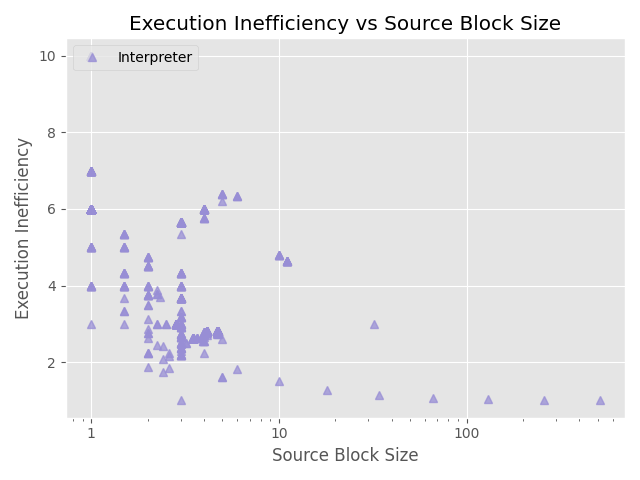 Execution Inefficiency vs Source Block Size
Interpreter
Execution Inefficiency
10
8
6
4
2
1
10
100
Source Block Size